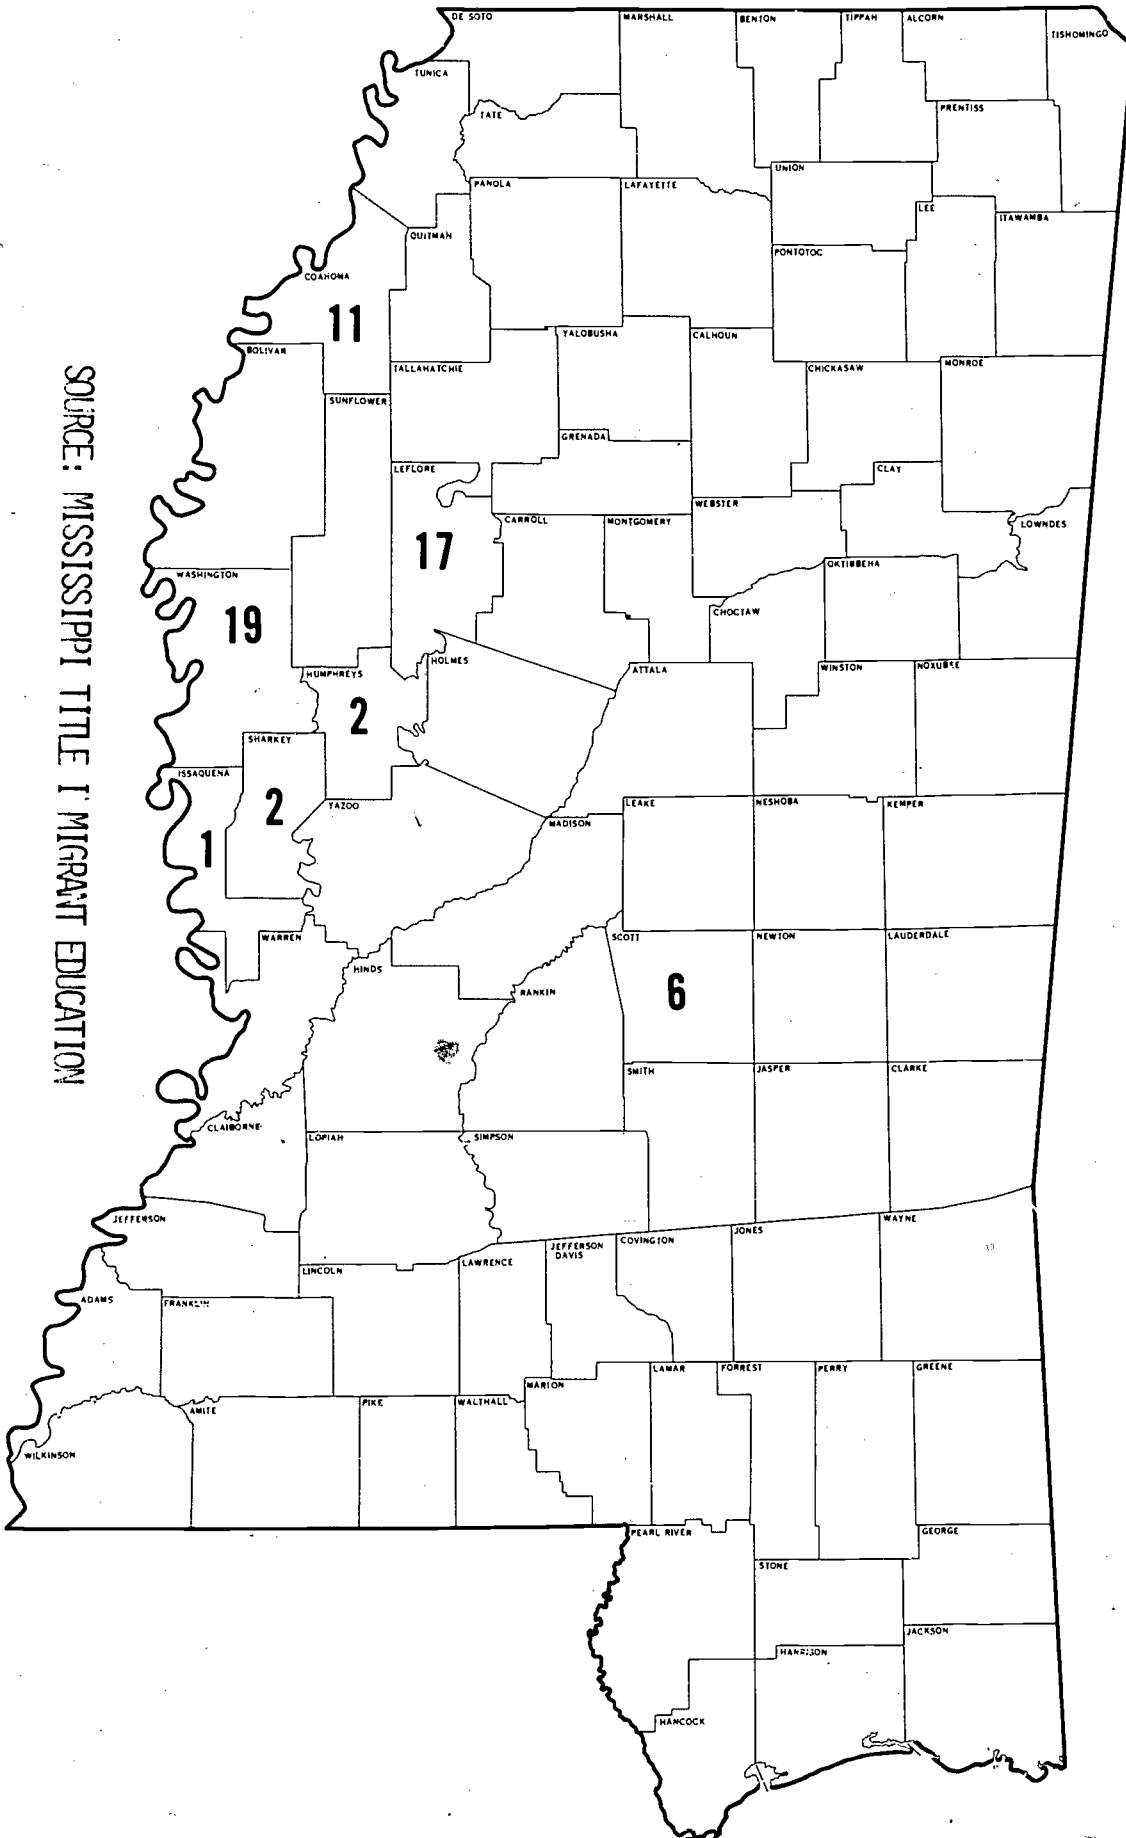 DE SOTO
MARSHALL
BENTON
TIPPAH
ALCORN
TISHOMINGO
TUNICA
TATE
PRENTISS
UNION
PANOLA
LAFAYETTE
LEE
ITAWAMBA
QUITMAN
PONTOTOC
COAHOMA
11
BOLIVAR
YALOBUSHA
CALHOUN
TALLAHATCHIE
CHICKASAW
MONROE
SUNFLOWER
GRENADA
LEFLORE
CLAY
WEBSTER
CARROLL
MONTGOMERY
LOWNDES
17
OKTIBBEHA
WASHINGTON
19
CHOCTAW
HOLMES
HUMPHREYS
2
ATTALA
WINSTON
NOXUBEE
SHARKEY
ISSAQUENA
2
1
YAZOO
MADISON
LEAKE
NESHOBA
KEMPER
WARREN
HINDS
SCOTT
6
NEWTON
LAUDERDALE
RANKIN
SMITH
JASPER
CLARKE
CLAIBORNE
LOPIAH
SIMPSON
JEFFERSON
JEFFERSON
DAVIS
COVINGTON
JONES
WAYNE
LINCOLN
LAWRENCE
ADAMS
FRANKLIN
MARION
LAMAR
FORREST
PERRY
GREENE
WILKINSON
AMITE
PIKE
WALTHALL
PEARL RIVER
GEORGE
STONE
JACKSON
HARRISON
HANCOCK
SOURCE: MISSISSIPPI TITLE I MIGRANT EDUCATION